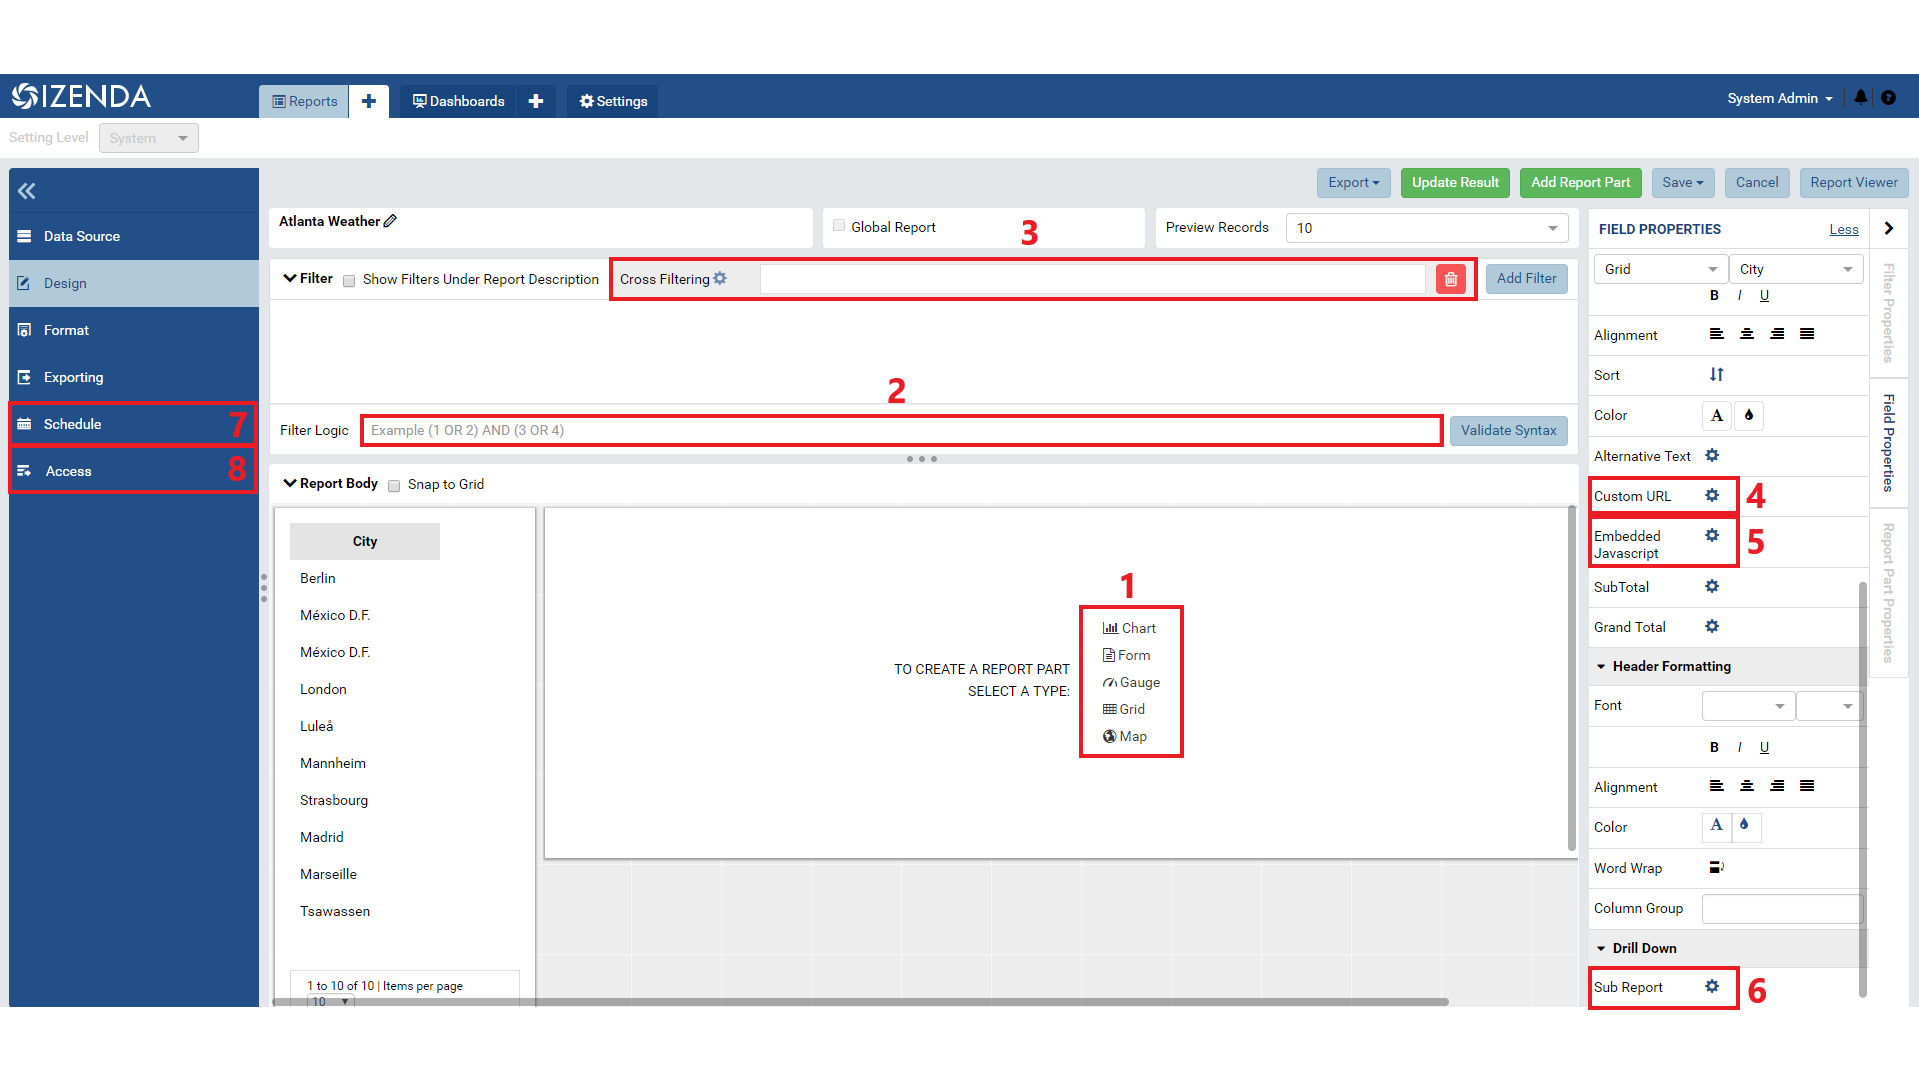 IZENDA
Reports
Dashboards
Settings
System Admin
Setting Level
System
Export
Update Result
Add Report Part
Save
Cancel
Report Viewer
Data Source
Design
Format
Exporting
Schedule
7
Access
8
Atlanta Weather
Global Report
3
Preview Records
10
Filter
Show Filters Under Report Description
Cross Filtering
Add Filter
2
Filter Logic
Example (1 OR 2) AND (3 OR 4)
Validate Syntax
Report Body
Snap to Grid
City
Berlin
México D.F.
México D.F.
London
Luleå
Mannheim
Strasbourg
Madrid
Marseille
Tsawassen
1 to 10 of 10 | Items per page
10
1
TO CREATE A REPORT PART
SELECT A TYPE:
Chart
Form
Gauge
Grid
Map
FIELD PROPERTIES
Less
Grid
City
B I U
Alignment
Sort
Color
A
Alternative Text
Custom URL
4
Embedded
Javascript
5
SubTotal
Grand Total
Header Formatting
Font
B I U
Alignment
Color
A
Word Wrap
Column Group
Drill Down
Sub Report
6
Filter Properties
Field Properties
Report Part Properties